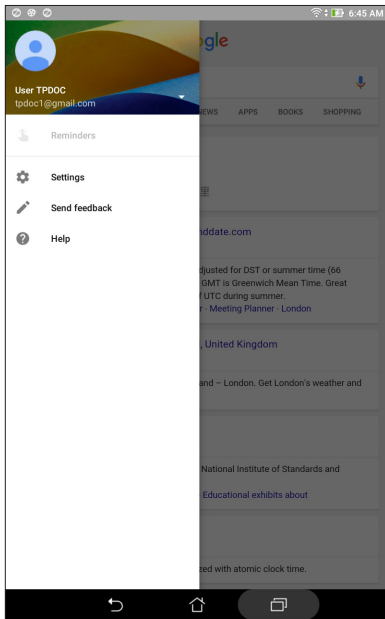 6:45 AM
gle
User TPDOC
tpdoc1@gmail.com
EWS APPS BOOKS SHOPPING
Reminders
Settings
里
Send feedback
Help
nddate.com
djusted for DST or summer time (66
GMT is Greenwich Mean Time. Great
f UTC during summer.
r · Meeting Planner · London
, United Kingdom
and – London. Get London's weather and
National Institute of Standards and
Educational exhibits about
zed with atomic clock time.